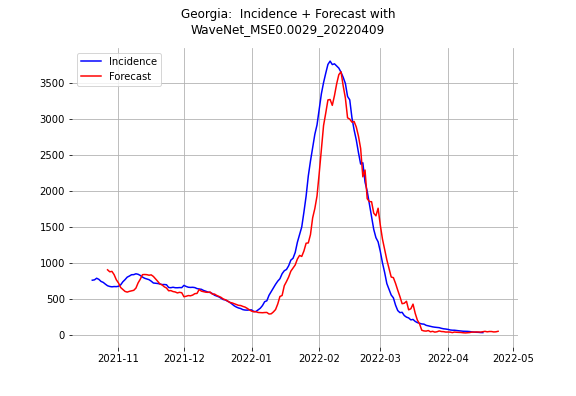 Georgia:  Incidence + Forecast with
WaveNet_MSE0.0029_20220409
Incidence
Forecast
3500
3000
2500
2000
1500
1000
500
0
2021-11 2021-12 2022-01 2022-02 2022-03 2022-04 2022-05